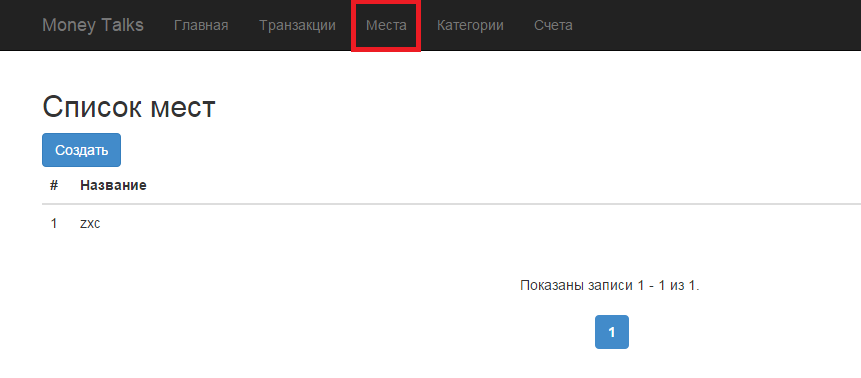 Money Talks Главная Транзакции Места Категории Счета
Список мест
Создать
# Название
1 zxc
Показаны записи 1 - 1 из 1.
1